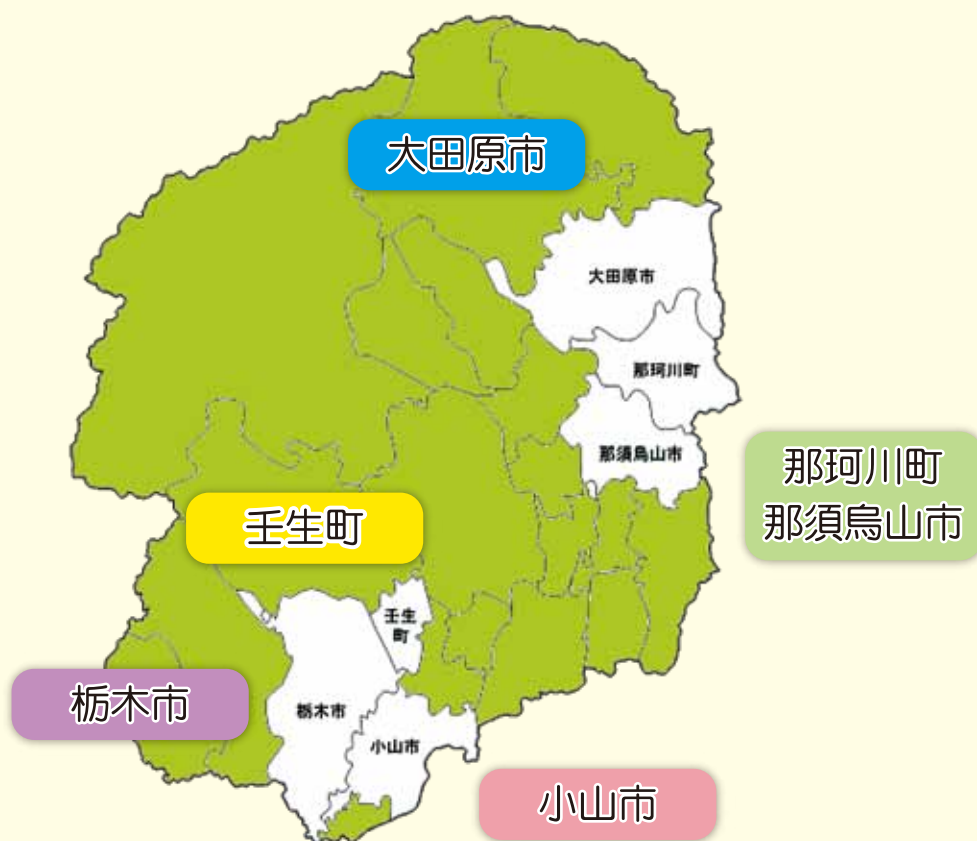 大田原市
大田原市
那珂川町
那須烏山市
那珂川町
那須烏山市
壬生町
壬生
町
栃木市
栃木市
小山市
小山市